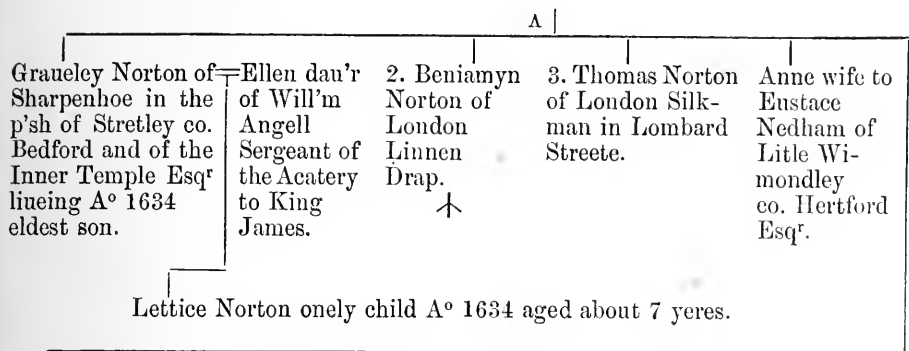 A
Graueley Norton of
Sharpenhoe in the
p'sh of Stretley co.
Bedford and of the
Inner Temple Esqʳ
liueing Aº 1634
eldest son.
Ellen dau'r
of Will'm
Angell
Sergeant of
the Acatery
to King
James.
2. Beniamyn
Norton of
London
Linnen
Drap.
3. Thomas Norton
of London Silk-
man in Lombard
Streete.
Anne wife to
Eustace
Nedham of
Litle Wi-
mondley
co. Hertford
Esqʳ.
Lettice Norton onely child Aº 1634 aged about 7 yeres.